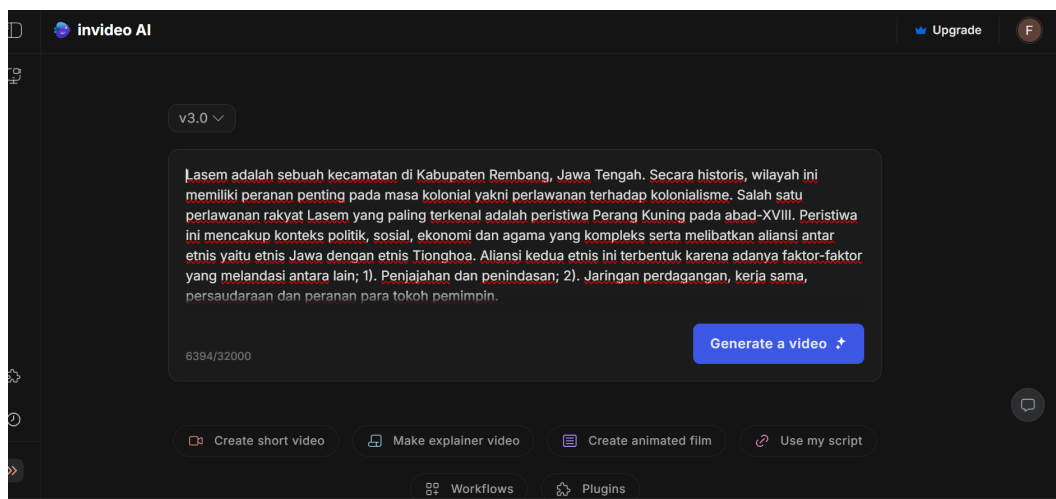 invideo AI
Upgrade
F
v3.0
Lasem adalah sebuah kecamatan di Kabupaten Rembang, Jawa Tengah. Secara historis, wilayah ini
memiliki peranan penting pada masa kolonial yakni perlawanan terhadap kolonialisme. Salah satu
perlawanan rakyat Lasem yang paling terkenal adalah peristiwa Perang Kuning pada abad-XVIII. Peristiwa
ini mencakup konteks politik, sosial, ekonomi dan agama yang kompleks serta melibatkan aliansi antar
etnis yaitu etnis Jawa dengan etnis Tionghoa. Aliansi kedua etnis ini terbentuk karena adanya faktor-faktor
yang melandasi antara lain; 1). Penjajahan dan penindasan; 2). Jaringan perdagangan, kerja sama,
persaudaraan dan peranan para tokoh pemimpin.
6394/32000
Generate a video
Create short video
Make explainer video
Create animated film
Use my script
Workflows
Plugins